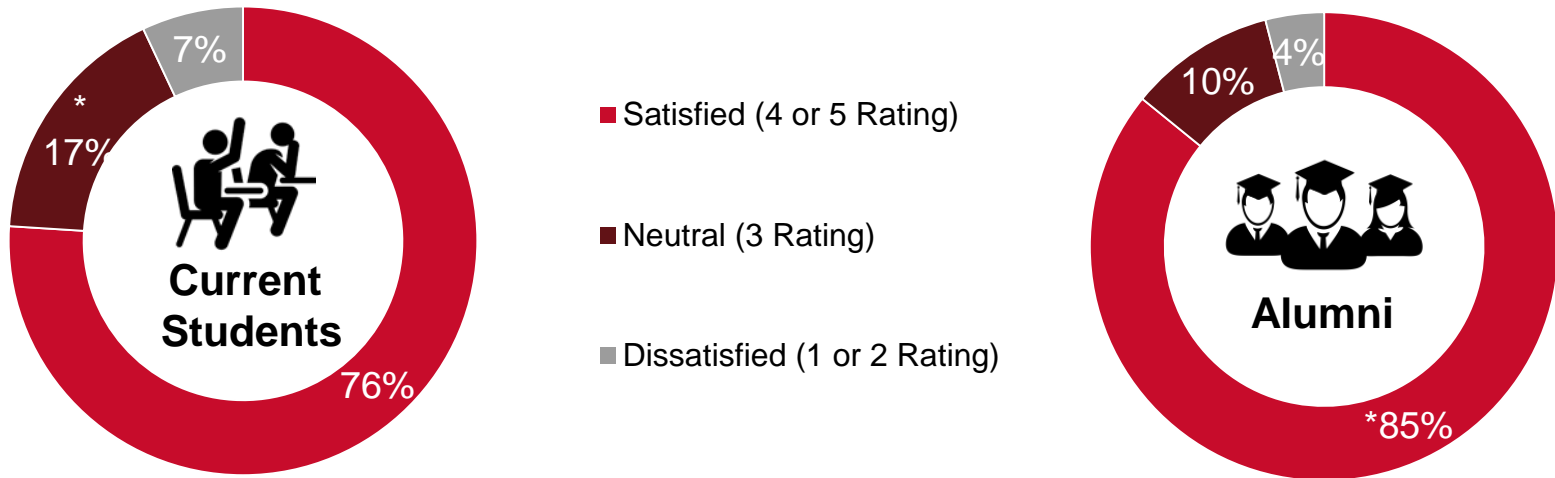 7%
*
17%
Current
Students
76%
Satisfied (4 or 5 Rating)
Neutral (3 Rating)
Dissatisfied (1 or 2 Rating)
4%
10%
Alumni
*85%